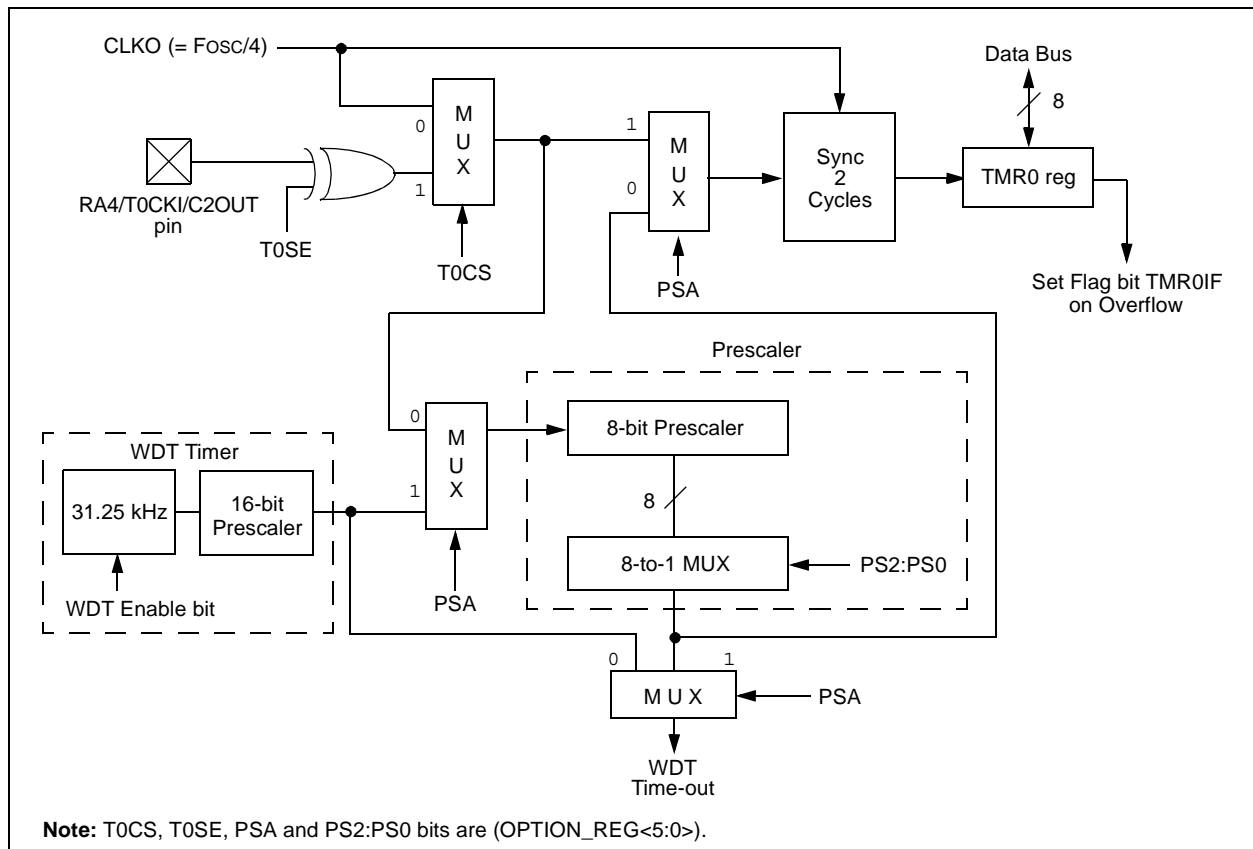 CLKO (= FOSC/4)
Data Bus
8
M
U
X
0
1
RA4/T0CKI/C2OUT
pin
T0SE
T0CS
1
0
M
U
X
PSA
Sync
2
Cycles
TMR0 reg
Set Flag bit TMR0IF
on Overflow
Prescaler
0
1
M
U
X
PSA
8-bit Prescaler
8
8-to-1 MUX
PS2:PS0
WDT Timer
31.25 kHz
16-bit
Prescaler
WDT Enable bit
0
1
M U X
PSA
WDT
Time-out
Note: T0CS, T0SE, PSA and PS2:PS0 bits are (OPTION_REG<5:0>).